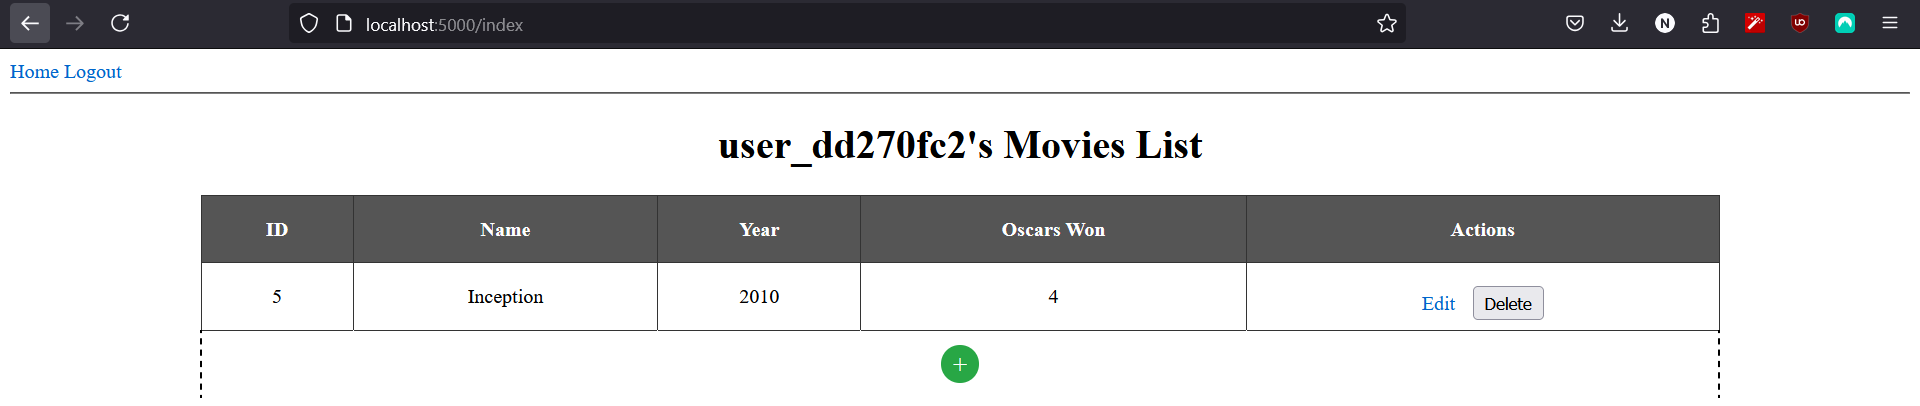 localhost:5000/index
N
UO
Home Logout
user_dd270fc2's Movies List
ID Name Year Oscars Won Actions
5 Inception 2010 4 Edit Delete
+